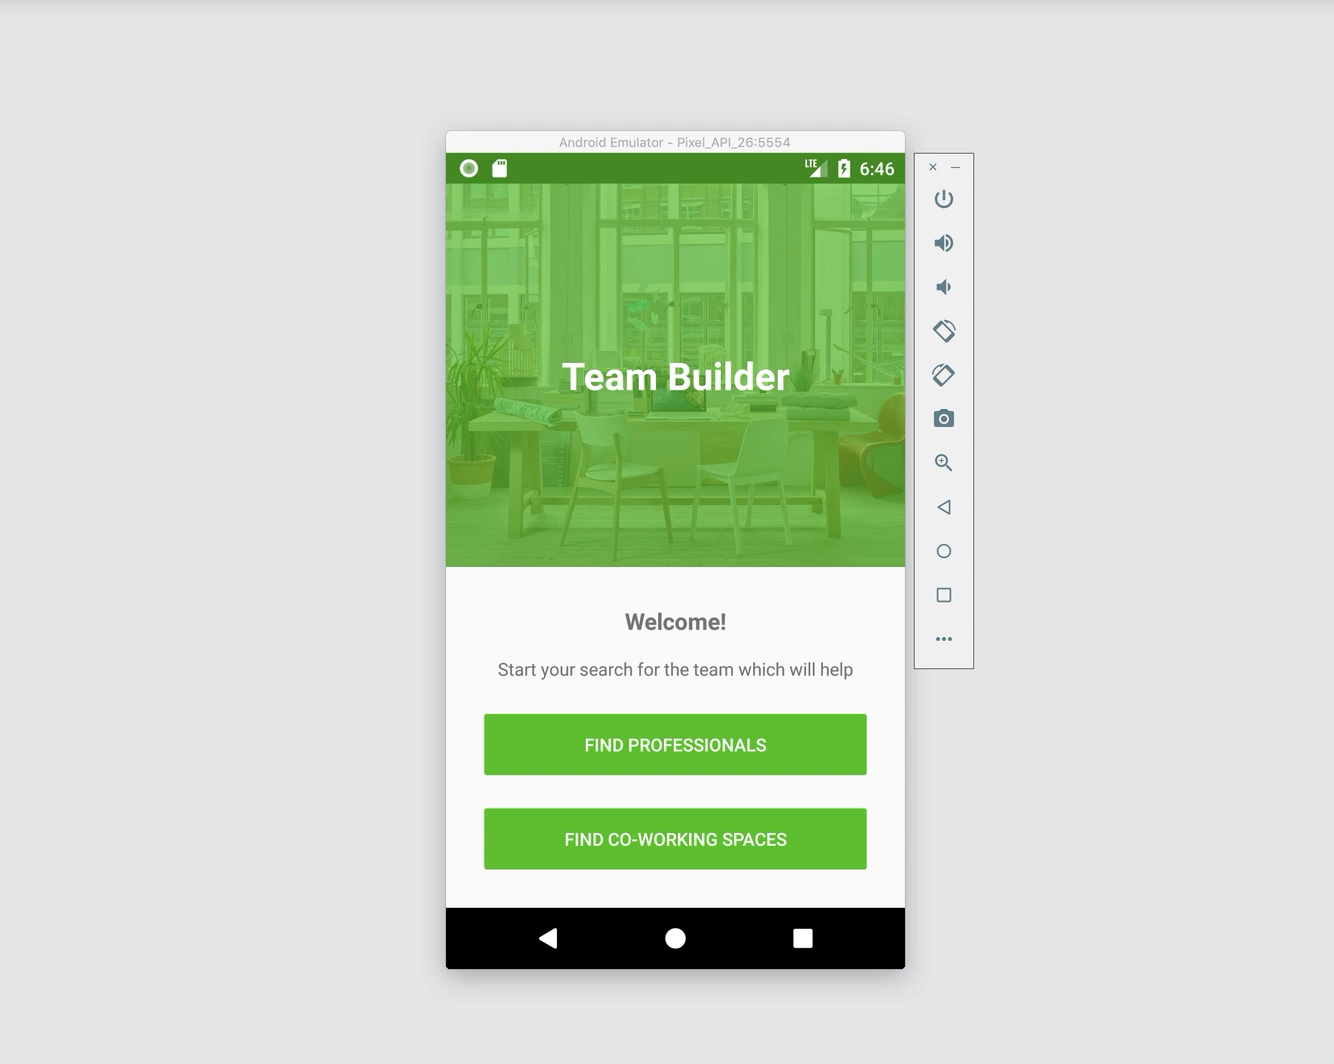 Android Emulator - Pixel_API_26:5554
LTE 6:46
Team Builder
Welcome!
Start your search for the team which will help
FIND PROFESSIONALS
FIND CO-WORKING SPACES